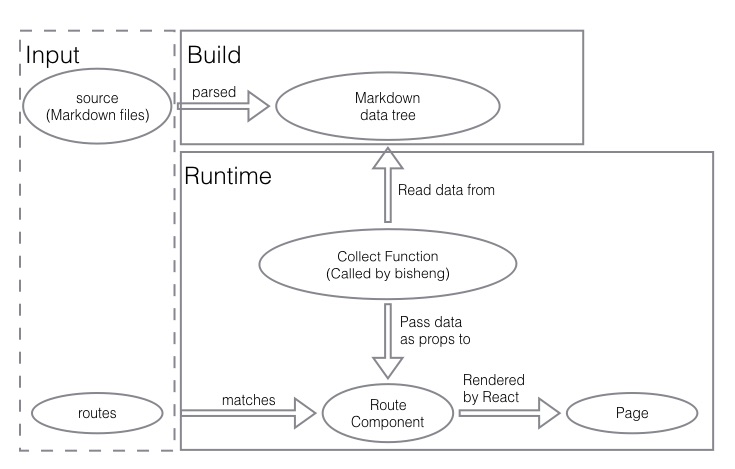 Input
Build
source
(Markdown files)
parsed
Markdown
data tree
Runtime
Read data from
Collect Function
(Called by bisheng)
Pass data
as props to
routes
matches
Route
Component
Rendered
by React
Page